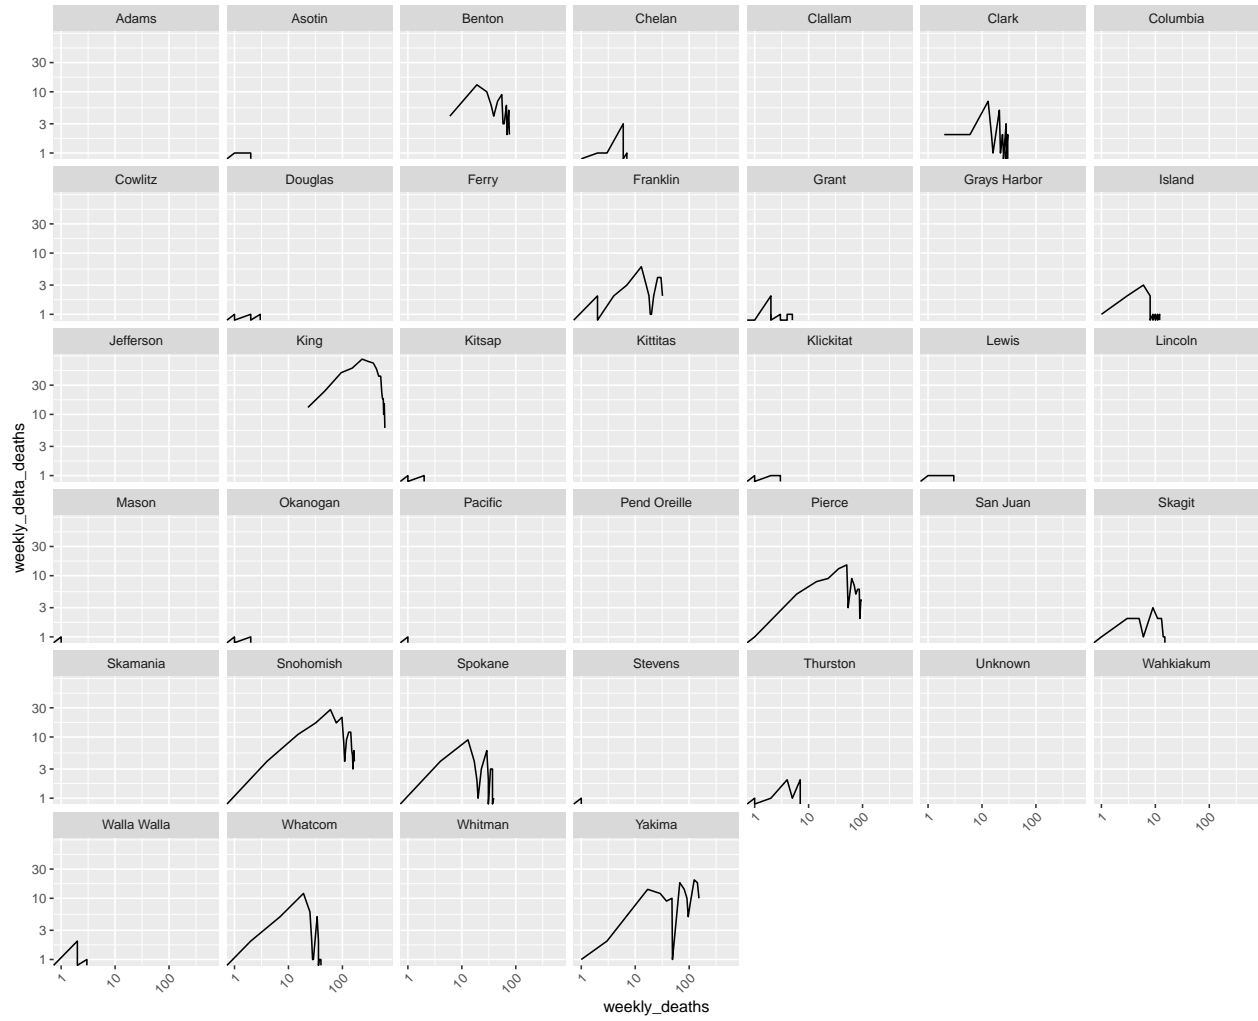 Adams Asotin Benton Chelan Clallam Clark Columbia
30
10
3
1
Cowlitz Douglas Ferry Franklin Grant Grays Harbor Island
30
10
3
1
Jefferson King Kitsap Kittitas Klickitat Lewis Lincoln
30
10
3
1
weekly_delta_deaths
Mason Okanogan Pacific Pend Oreille Pierce San Juan Skagit
30
10
3
1
Skamania Snohomish Spokane Stevens Thurston Unknown Wahkiakum
30
10
3
1
1 10 100 1 10 100 1 10 100
Walla Walla Whatcom Whitman Yakima
30
10
3
1
1 10 100 1 10 100 1 10 100 1 10 100
weekly_deaths